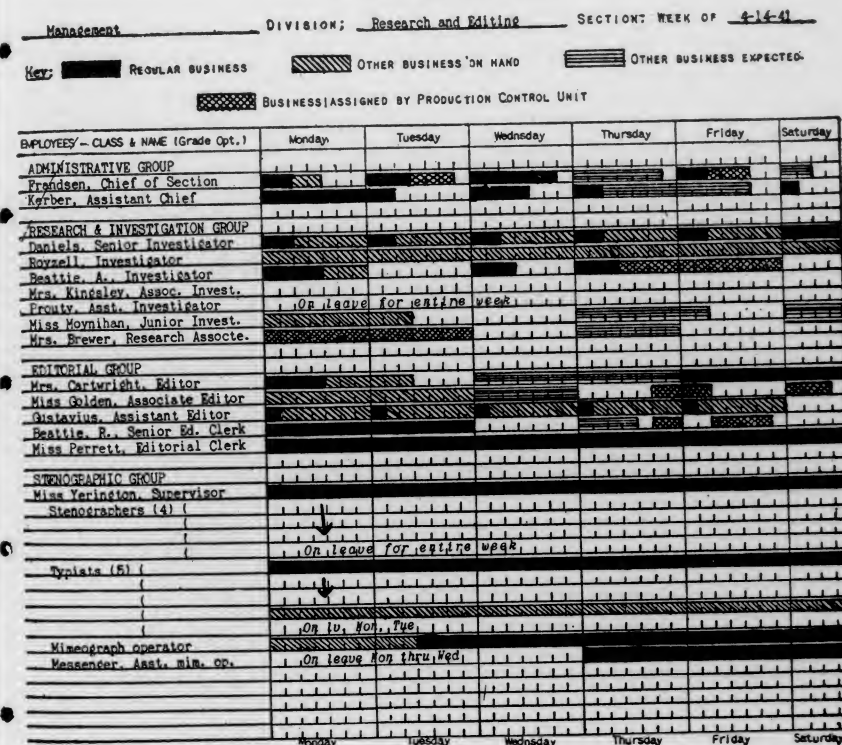 Management DIVISION; Research and Editing SECTION: WEEK OF 4-14-41
Key: REGULAR BUSINESS OTHER BUSINESS ON HAND OTHER BUSINESS EXPECTED.
BUSINESS ASSIGNED BY PRODUCTION CONTROL UNIT
EMPLOYEES' - CLASS & NAME (Grade Opt.) Monday Tuesday Wednsday Thursday Friday Saturday
ADMINISTRATIVE GROUP
Frandsen, Chief of Section
Kerber, Assistant Chief
RESEARCH & INVESTIGATION GROUP
Daniels, Senior Investigator
Royzell, Investigator
Beattie, A., Investigator
Mrs. Kingsley, Assoc. Invest.
Prouty, Asst. Investigator On leave for entire week
Miss Moynihan, Junior Invest.
Mrs. Brewer, Research Assocte.
EDITORIAL GROUP
Mrs. Cartwright, Editor
Miss Golden, Associate Editor
Gustavius, Assistant Editor
Beattie, R., Senior Ed. Clerk
Miss Perrett, Editorial Clerk
STENOGRAPHIC GROUP
Miss Yerington, Supervisor
Stenographers (4) (
(
(
( On leave for entire week
Typists (5) (
(
(
(
( On lv. Mon, Tue
Mimeograph operator
Messenger, Asst. mim. op. On leave Mon thru Wed
Monday Tuesday Wednsday Thursday Friday Saturday